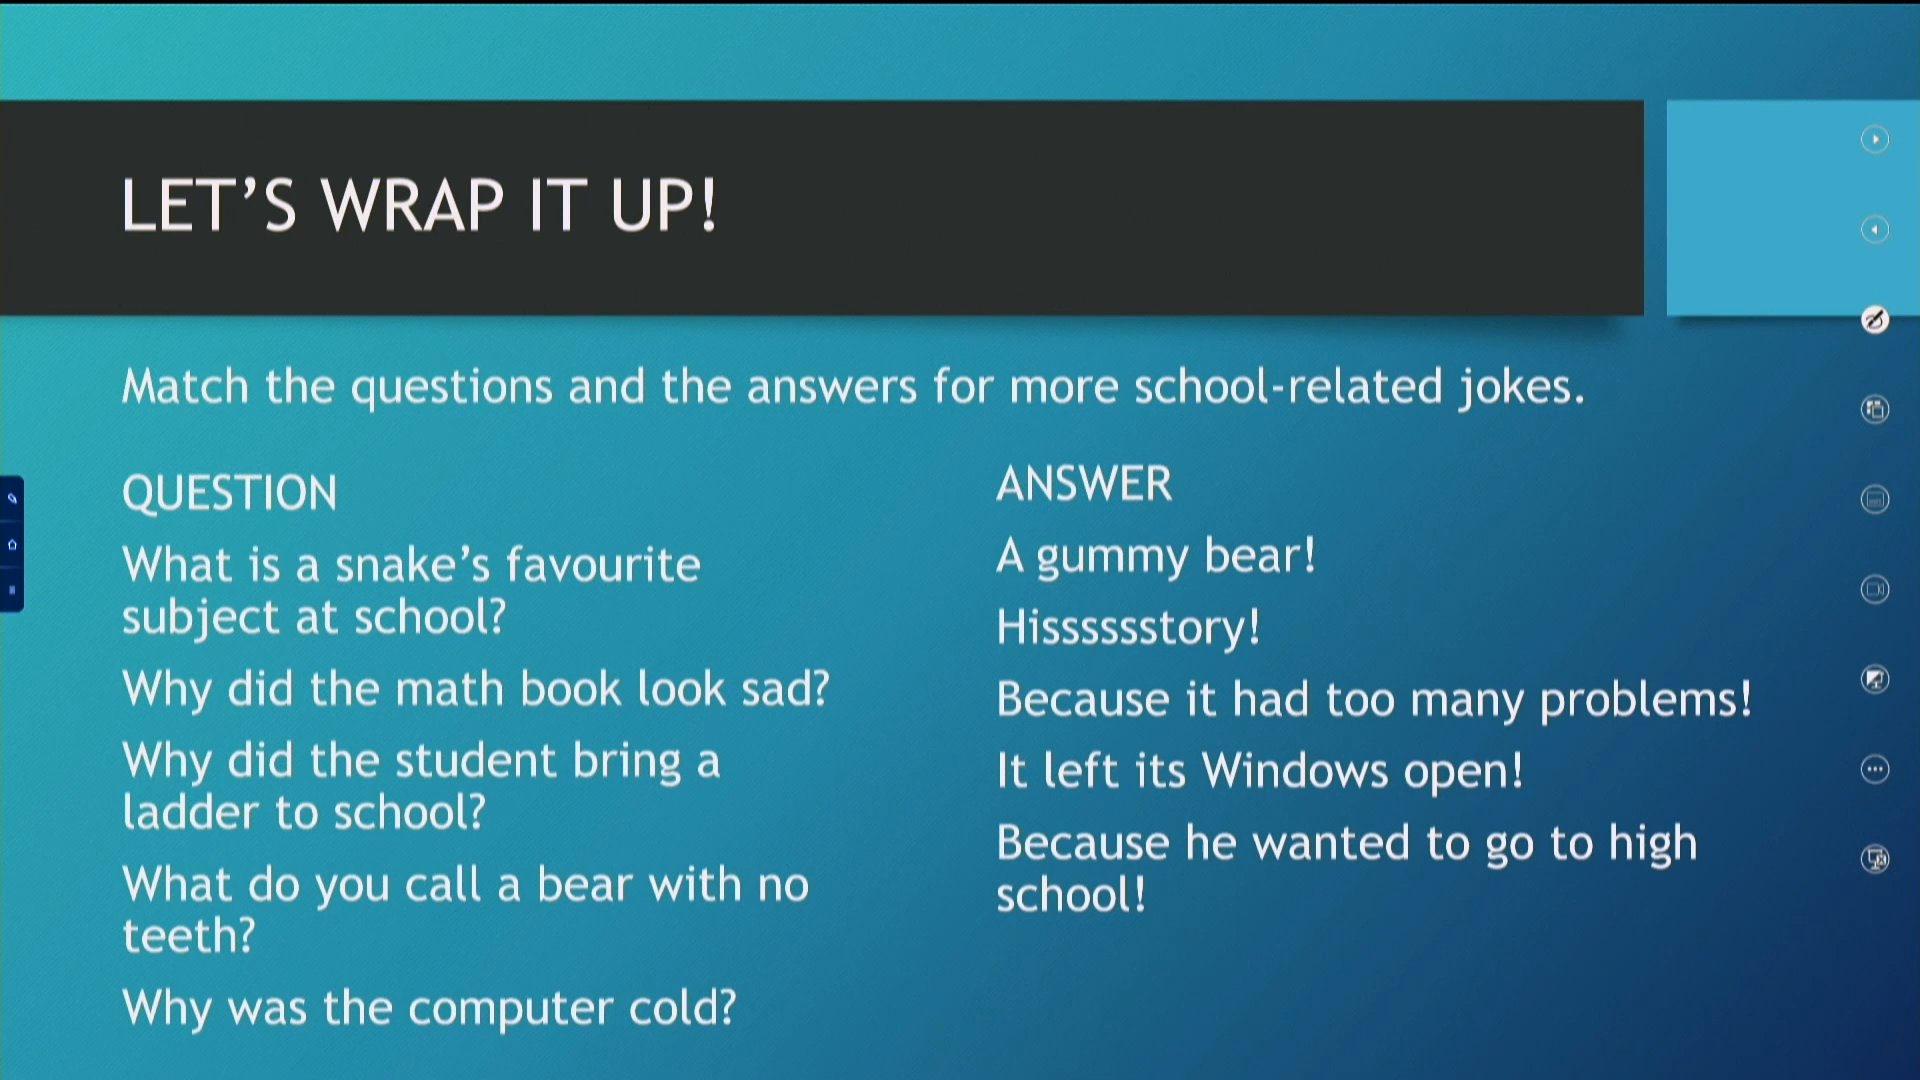 LET’S WRAP IT UP!
Match the questions and the answers for more school-related jokes.
QUESTION
What is a snake’s favourite
subject at school?
Why did the math book look sad?
Why did the student bring a
ladder to school?
What do you call a bear with no
teeth?
Why was the computer cold?
ANSWER
A gummy bear!
Hisssssstory!
Because it had too many problems!
It left its Windows open!
Because he wanted to go to high
school!